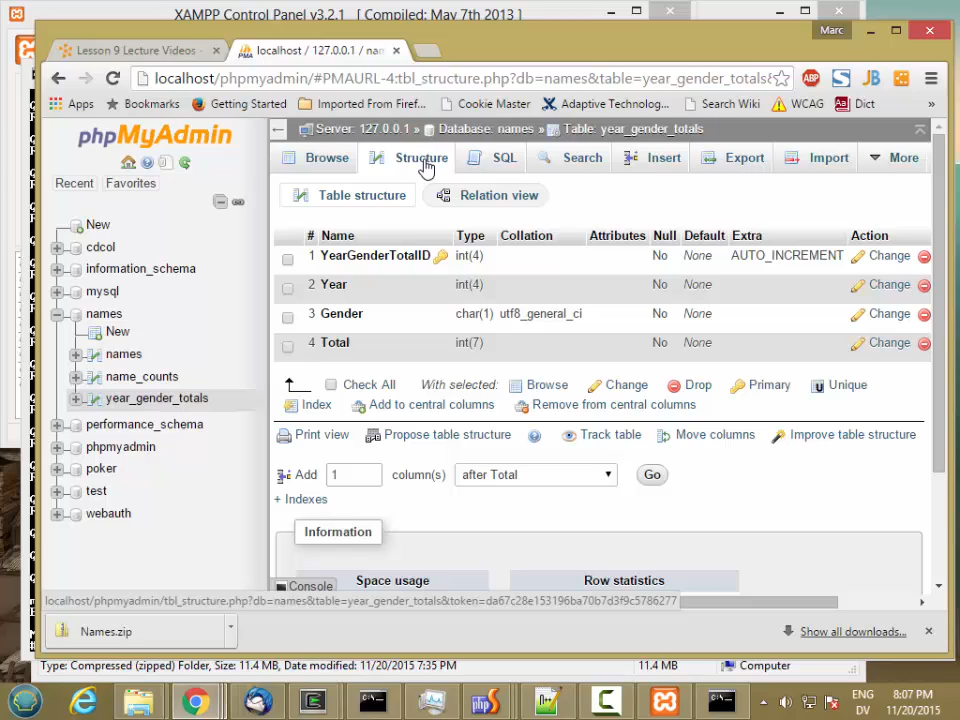 XAMPP Control Panel v3.2.1 [ Compiled: May 7th 2013 ]
Marc
Lesson 9 Lecture Videos -
localhost / 127.0.0.1 / nam
localhost/phpmyadmin/#PMAURL-4:tbl_structure.php?db=names&table=year_gender_totals&
ABP S JB
Apps Bookmarks Getting Started Imported From Firef... Cookie Master Adaptive Technolog... Search Wiki WCAG Dict »
phpMyAdmin
Recent Favorites
New
cdcol
information_schema
mysql
names
New
names
name_counts
year_gender_totals
performance_schema
phpmyadmin
poker
test
webauth
Server: 127.0.0.1 » Database: names » Table: year_gender_totals
Browse Structure SQL Search Insert Export Import More
Table structure Relation view
# Name Type Collation Attributes Null Default Extra Action
1 YearGenderTotalID int(4) No None AUTO_INCREMENT Change
2 Year int(4) No None Change
3 Gender char(1) utf8_general_ci No None Change
4 Total int(7) No None Change
Check All With selected: Browse Change Drop Primary Unique
Index Add to central columns Remove from central columns
Print view Propose table structure Track table Move columns Improve table structure
Add 1 column(s) after Total Go
+ Indexes
Information
Space usage Row statistics
Console
localhost/phpmyadmin/tbl_structure.php?db=names&table=year_gender_totals&token=da67c28e153196ba70b7d3f9c5786277
Names.zip
Show all downloads...
Type: Compressed (zipped) Folder, Size: 11.4 MB, Date modified: 11/20/2015 7:35 PM 11.4 MB Computer
ENG 8:07 PM
DV 11/20/2015